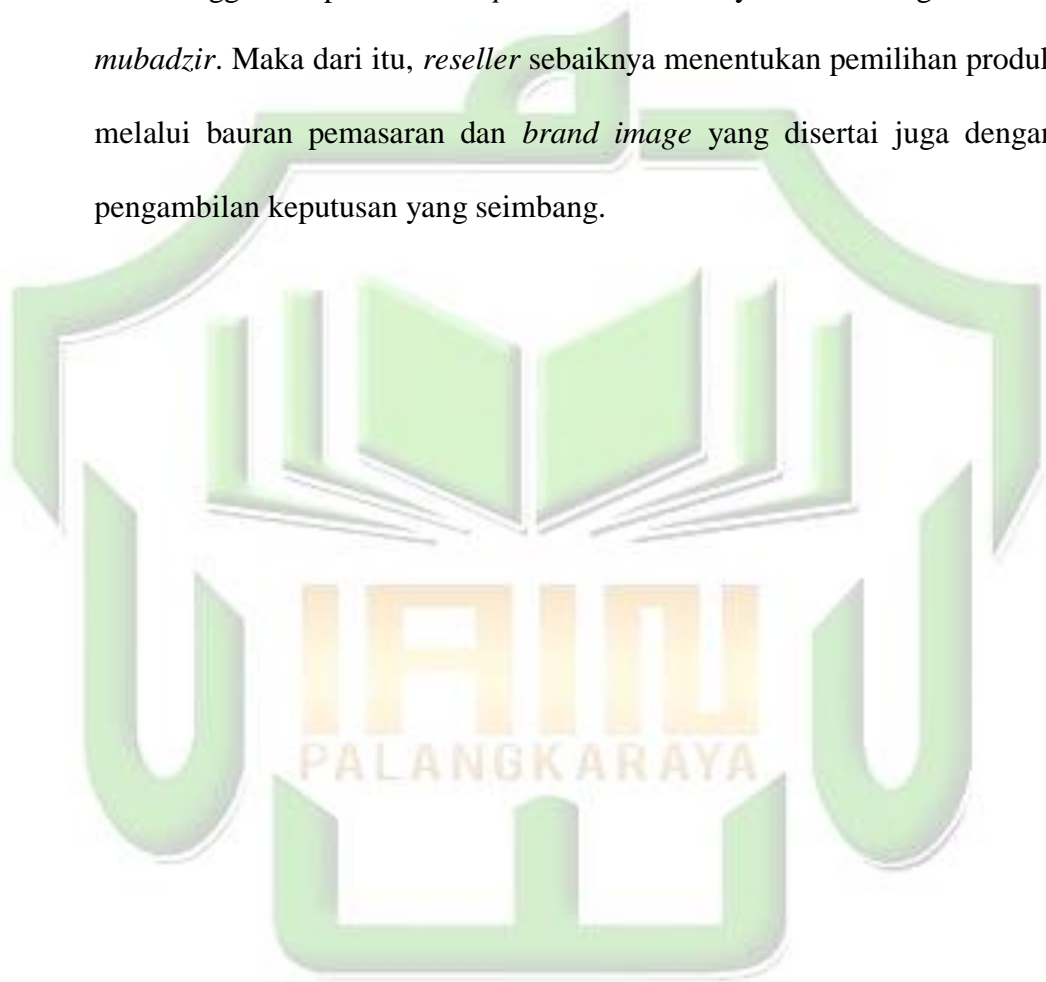 mubadzir. Maka dari itu, reseller sebaiknya menentukan pemilihan produk
melalui bauran pemasaran dan brand image yang disertai juga dengan
pengambilan keputusan yang seimbang.
IAIN
PALANGKARAYA